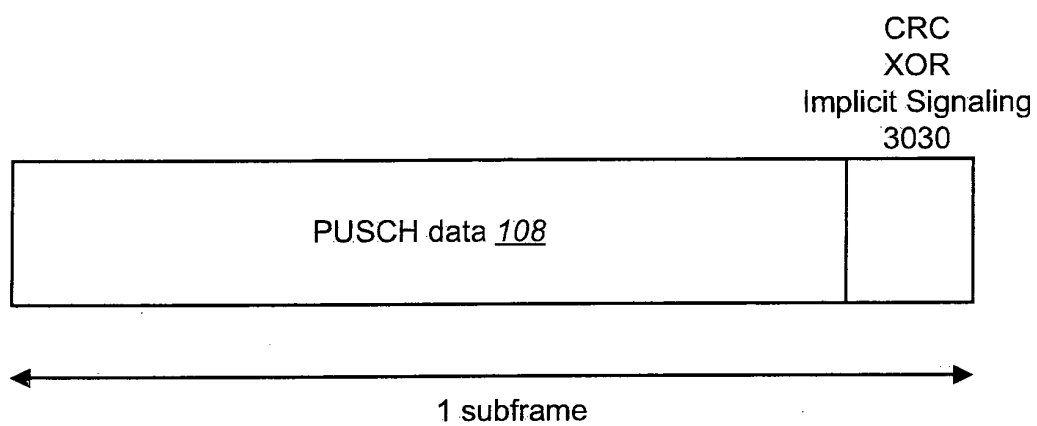 CRC
XOR
Implicit Signaling
3030
PUSCH data 108
1 subframe